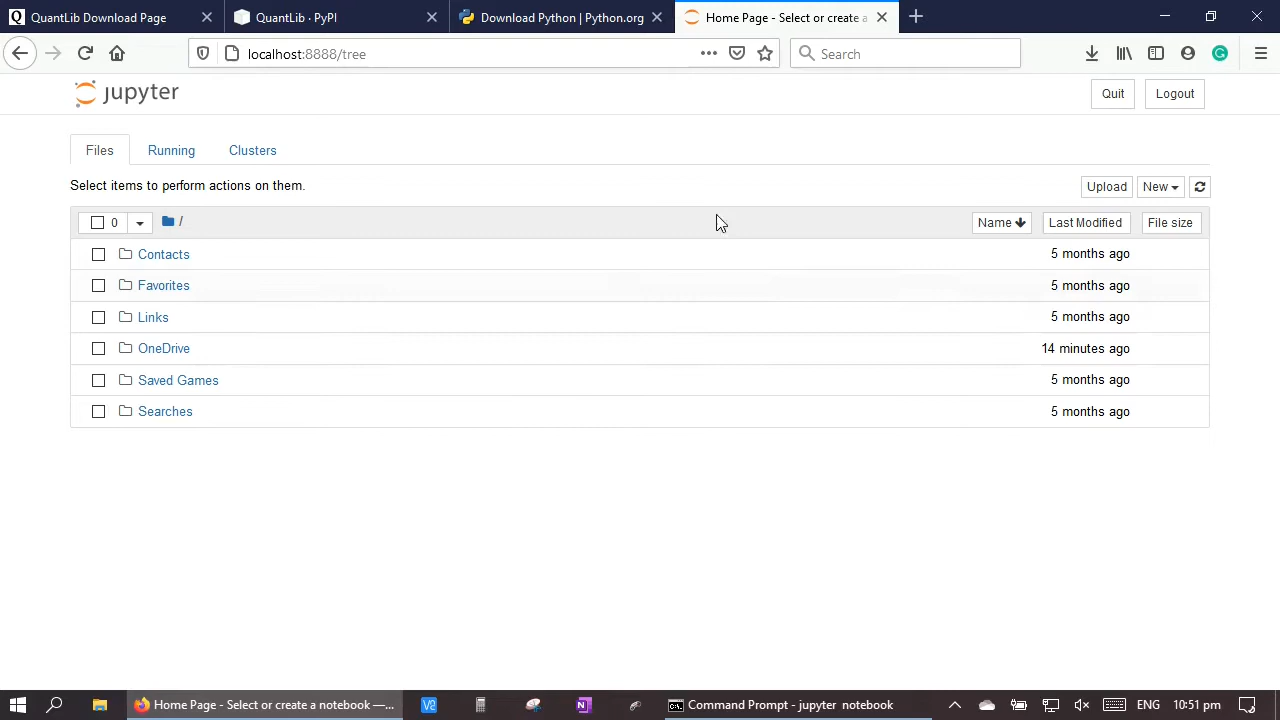 QuantLib Download Page
QuantLib · PyPI
Download Python | Python.org
Home Page - Select or create a
localhost:8888/tree
Search
jupyter
Quit
Logout
Files
Running
Clusters
Select items to perform actions on them.
Upload
New
0
/
Name
Last Modified
File size
Contacts
5 months ago
Favorites
5 months ago
Links
5 months ago
OneDrive
14 minutes ago
Saved Games
5 months ago
Searches
5 months ago
Home Page - Select or create a notebook —...
Command Prompt - jupyter notebook
ENG
10:51 pm